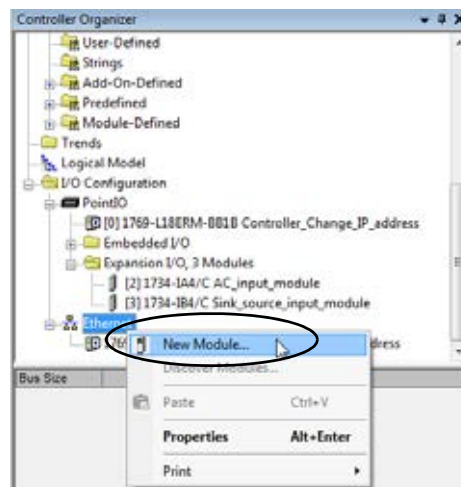 Controller Organizer
User-Defined
Strings
Add-On-Defined
Predefined
Module-Defined
Trends
Logical Model
I/O Configuration
PointIO
[0] 1769-L18ERM-BB1B Controller_Change_IP_address
Embedded I/O
Expansion I/O, 3 Modules
[2] 1734-IA4/C AC_input_module
[3] 1734-IB4/C Sink_source_input_module
Ethernet
New Module...
dress
Discover Modules...
Bus Size
Paste Ctrl+V
Properties Alt+Enter
Print